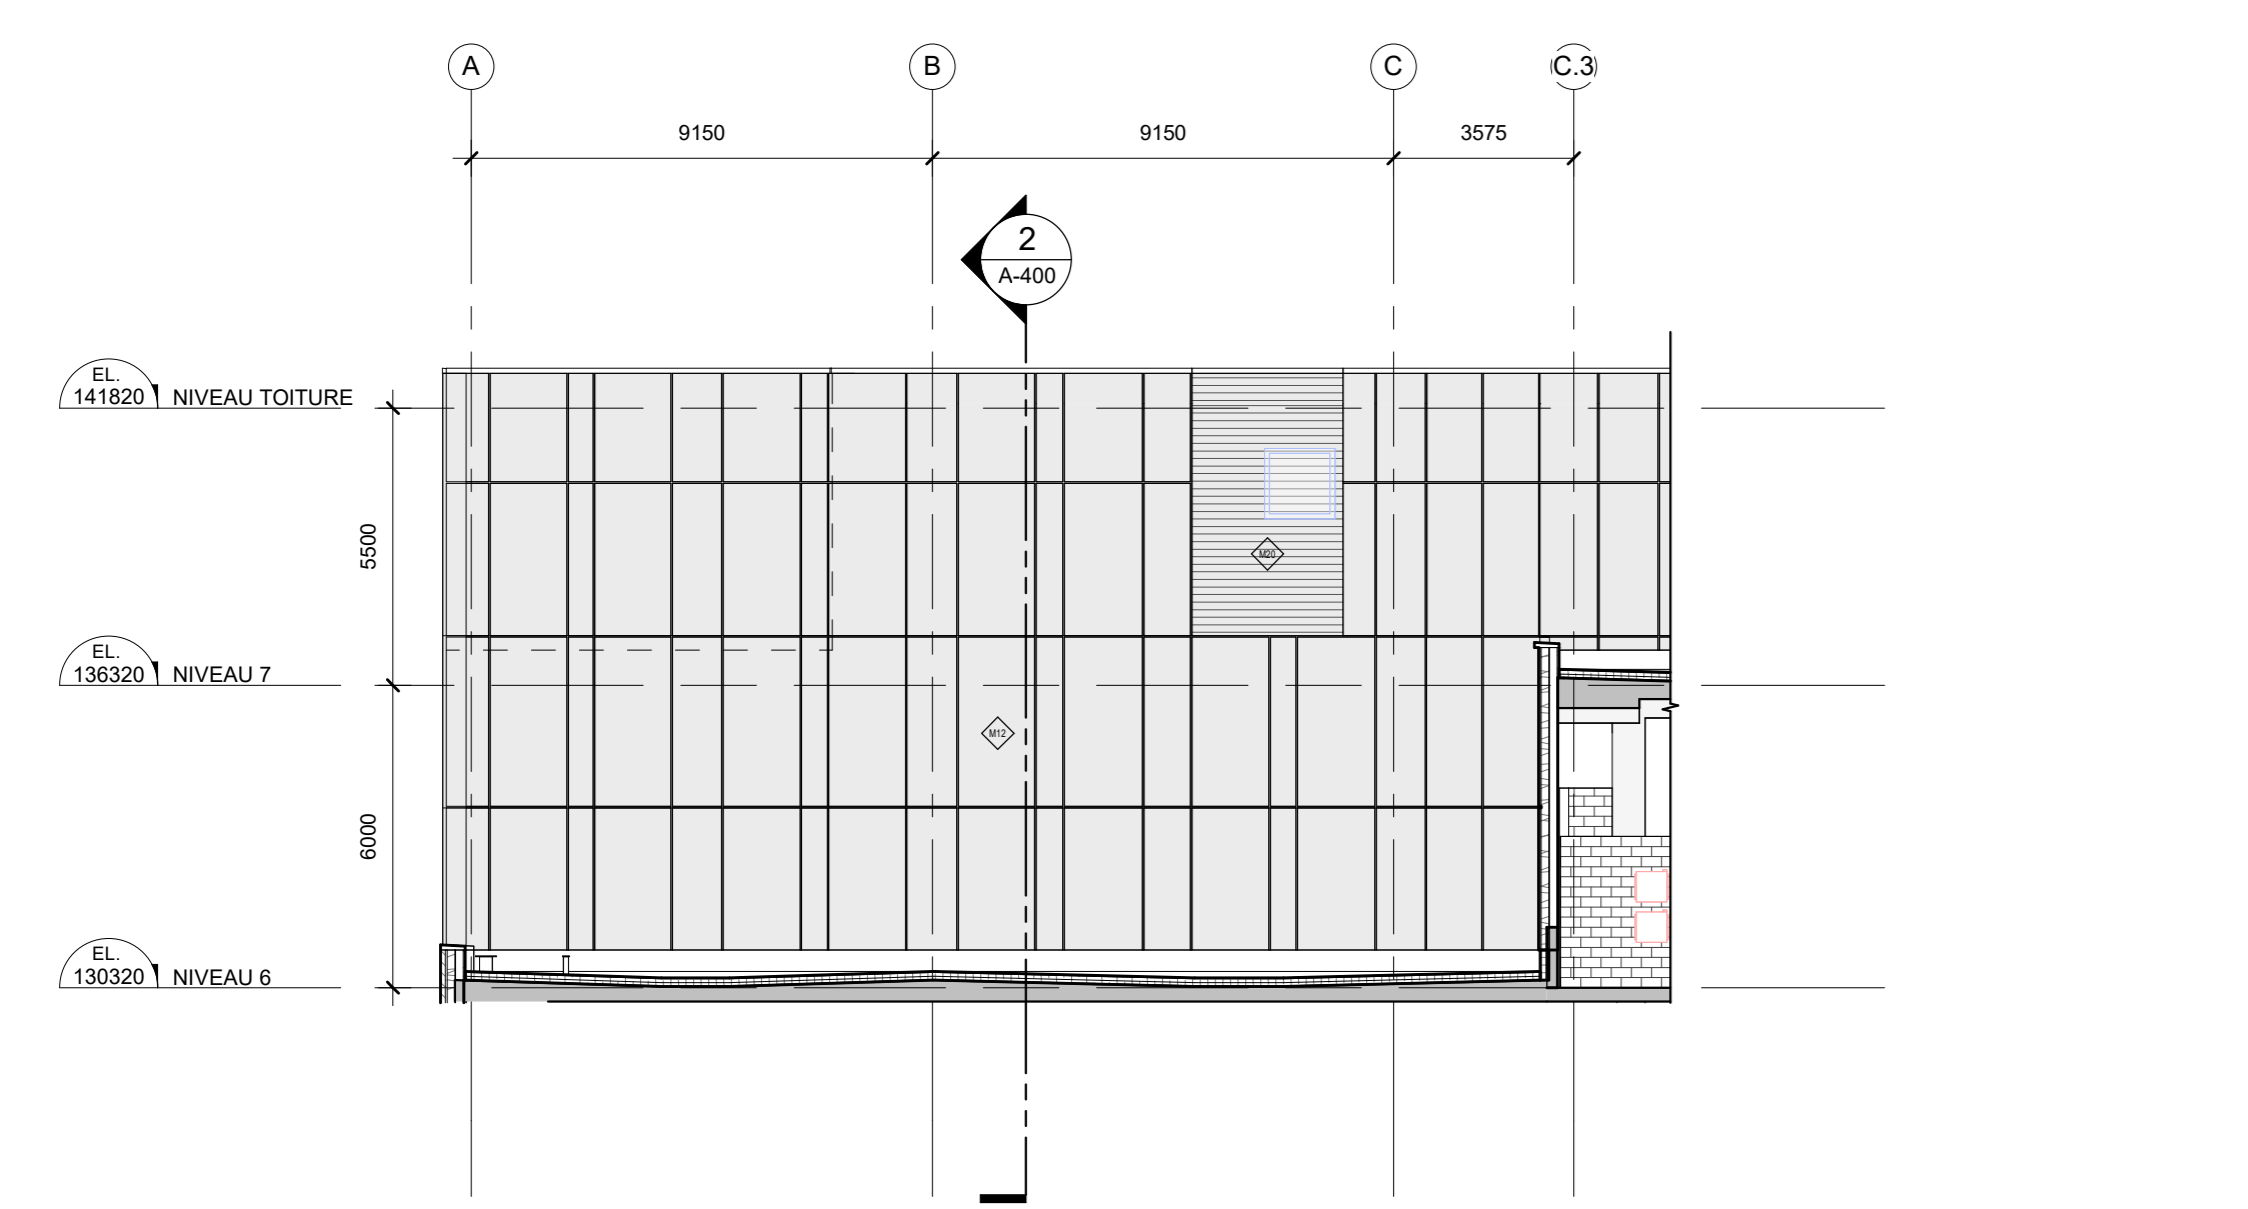 A B C C.3
9150 9150 3575
2
A-400
EL.
141820 NIVEAU TOITURE
5500
M20
EL.
136320 NIVEAU 7
M12
6000
EL.
130320 NIVEAU 6